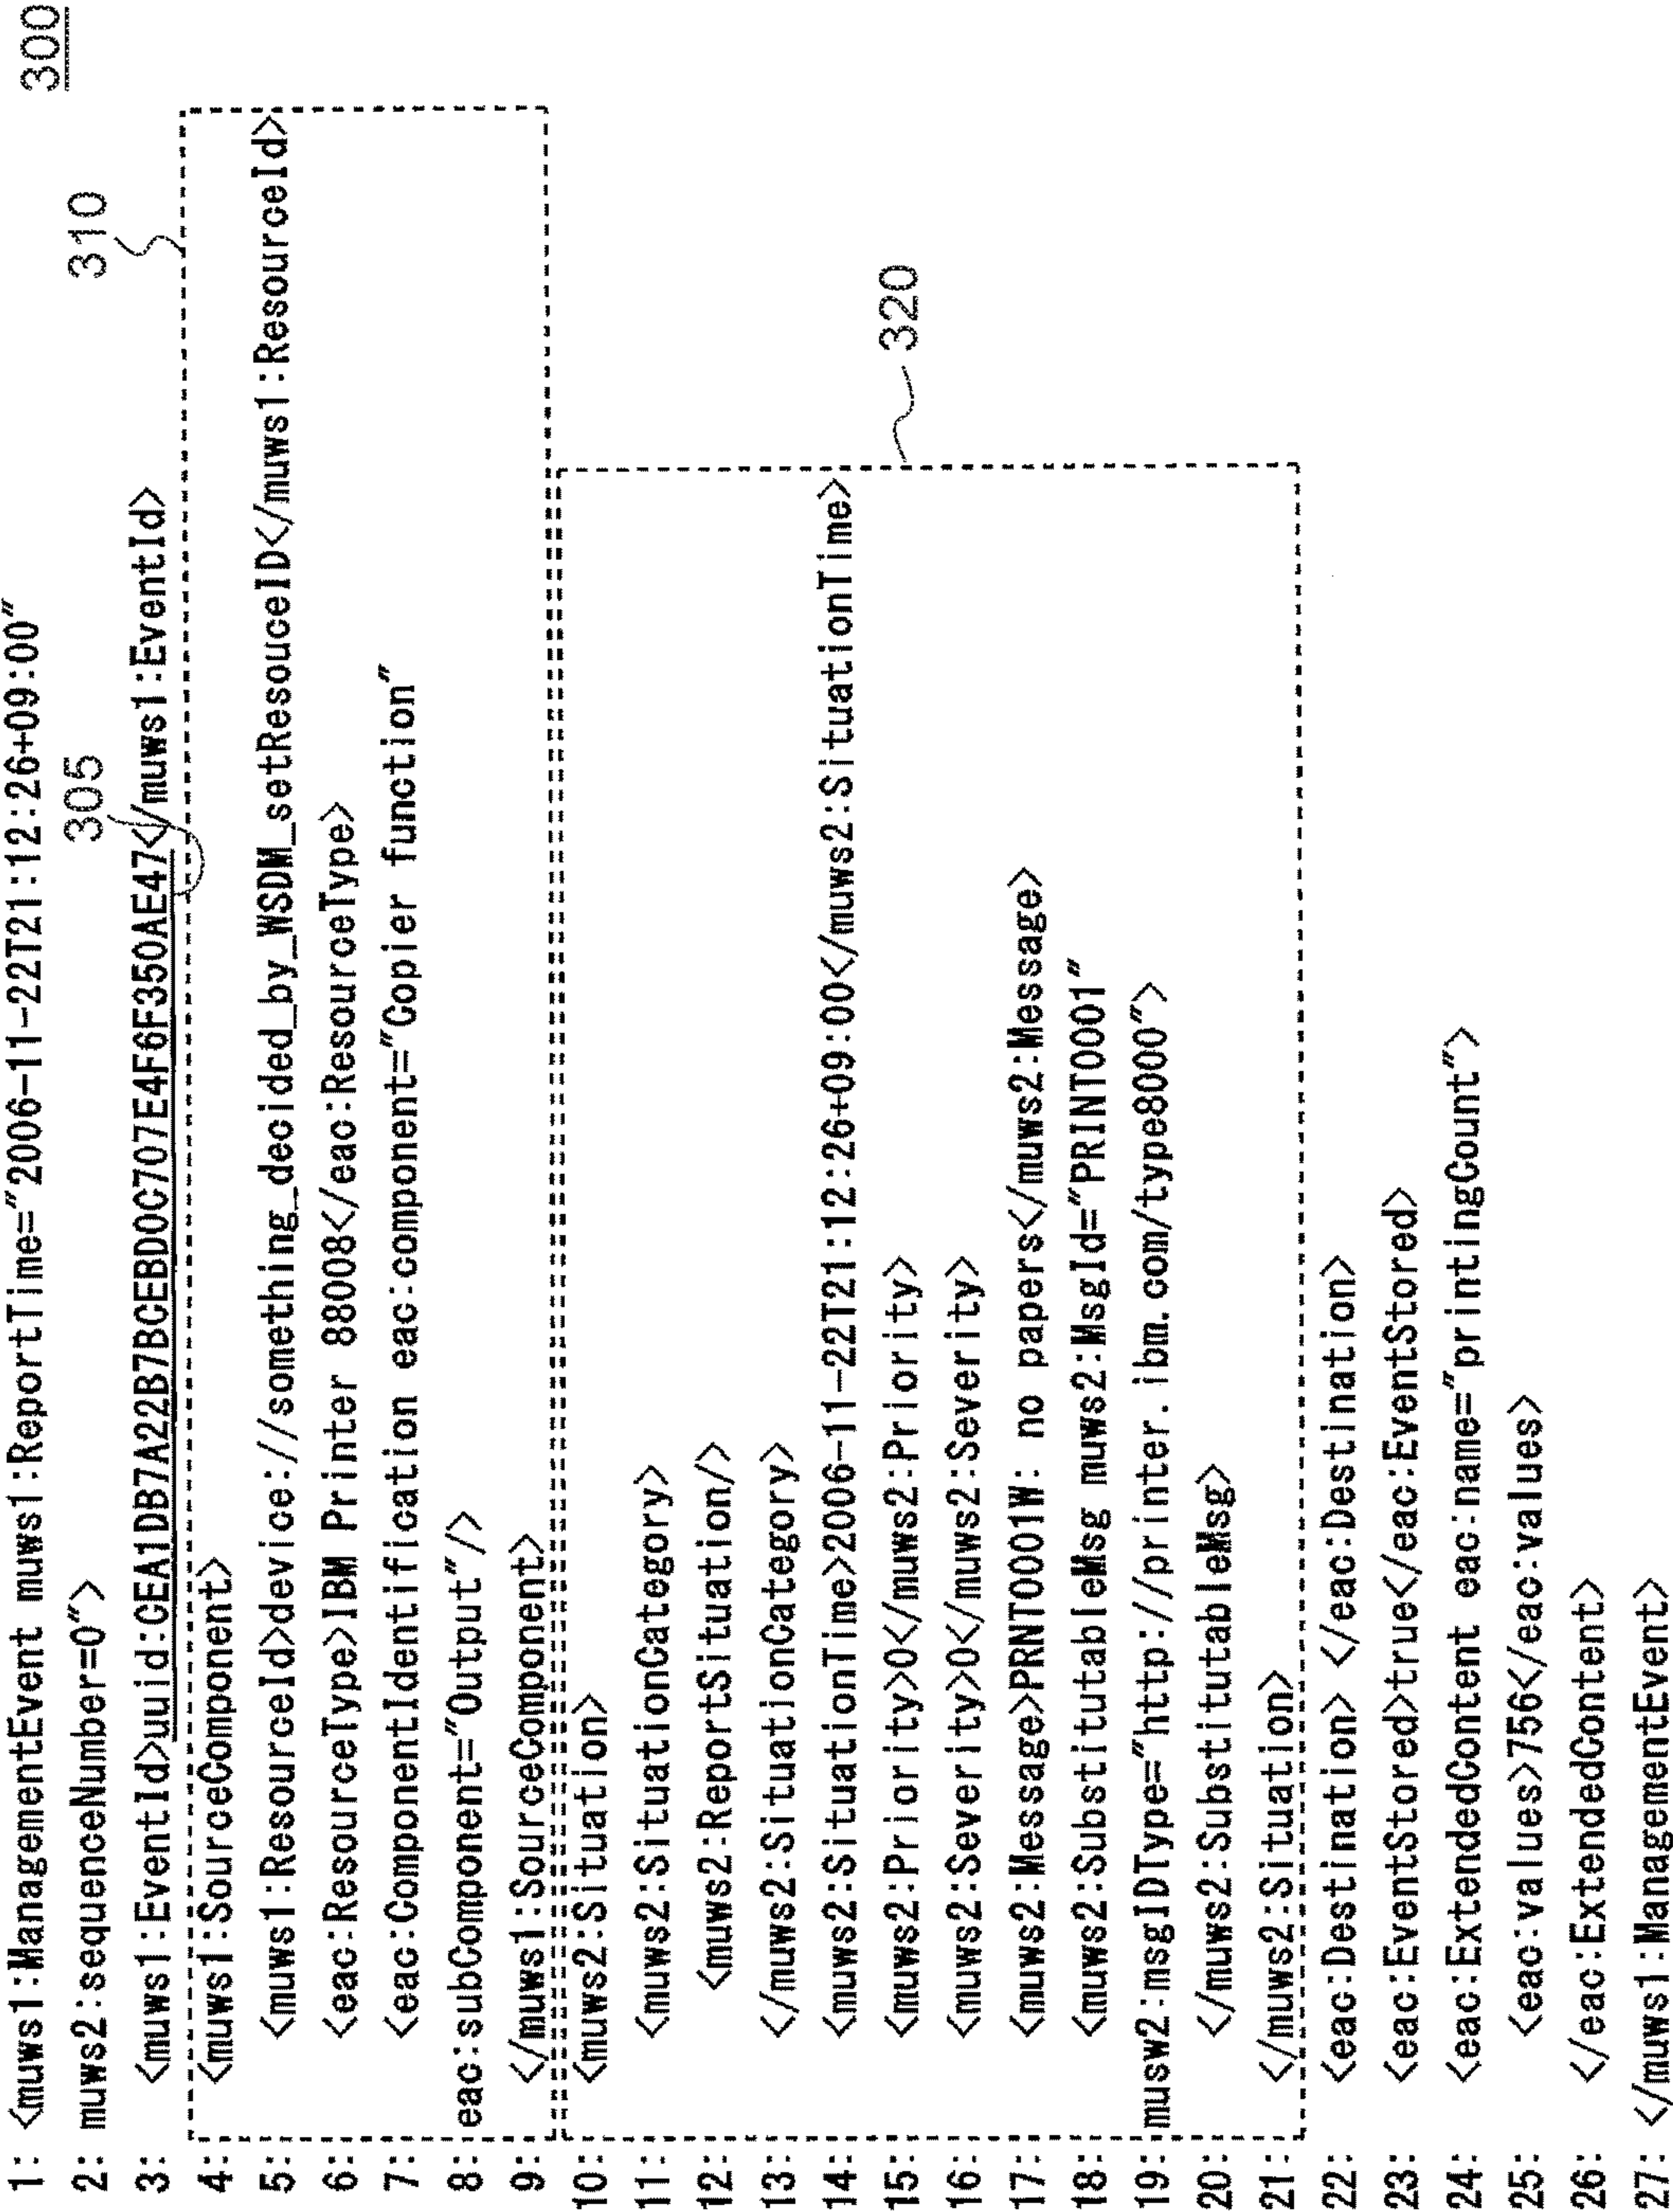 300
1: <muws1:ManagementEvent muws1:ReportTime="2006-11-22T21:12:26+09:00"
2: muws2:sequenceNumber=0">
305
310
3: <muws1:EventId>uuid:CEA1DB7A22B7BCEBD0C707E4F6F350AE47</muws1:EventId>
4: <muws1:SourceComponent>
5: <muws1:ResourceId>device://something_decided_by_WSDM_setResouceID</muws1:ResourceId>
6: <eac:ResourceType>IBM Printer 88008</eac:ResourceType>
7: <eac:ComponentIdentification eac:component="Copier function"
8: eac:subComponent="Output"/>
9: </muws1:SourceComponent>
10: <muws2:Situation>
11: <muws2:SituationCategory>
12: <muws2:ReportSituation/>
13: </muws2:SituationCategory>
14: <muws2:SituationTime>2006-11-22T21:12:26+09:00</muws2:SituationTime>
320
15: <muws2:Priority>0</muws2:Priority>
16: <muws2:Severity>0</muws2:Severity>
17: <muws2:Message>PRNT0001W: no papers</muws2:Message>
18: <muws2:SubstitutableMsg muws2:MsgId="PRINT0001"
19: musw2:msgIDType="http://printer.ibm.com/type8000">
20: </muws2:SubstitutableMsg>
21: </muws2:Situation>
22: <eac:Destination> </eac:Destination>
23: <eac:EventStored>true</eac:EventStored>
24: <eac:ExtendedContent eac:name="printingCount">
25: <eac:values>756</eac:values>
26: </eac:ExtendedContent>
27: </muws1:ManagementEvent>